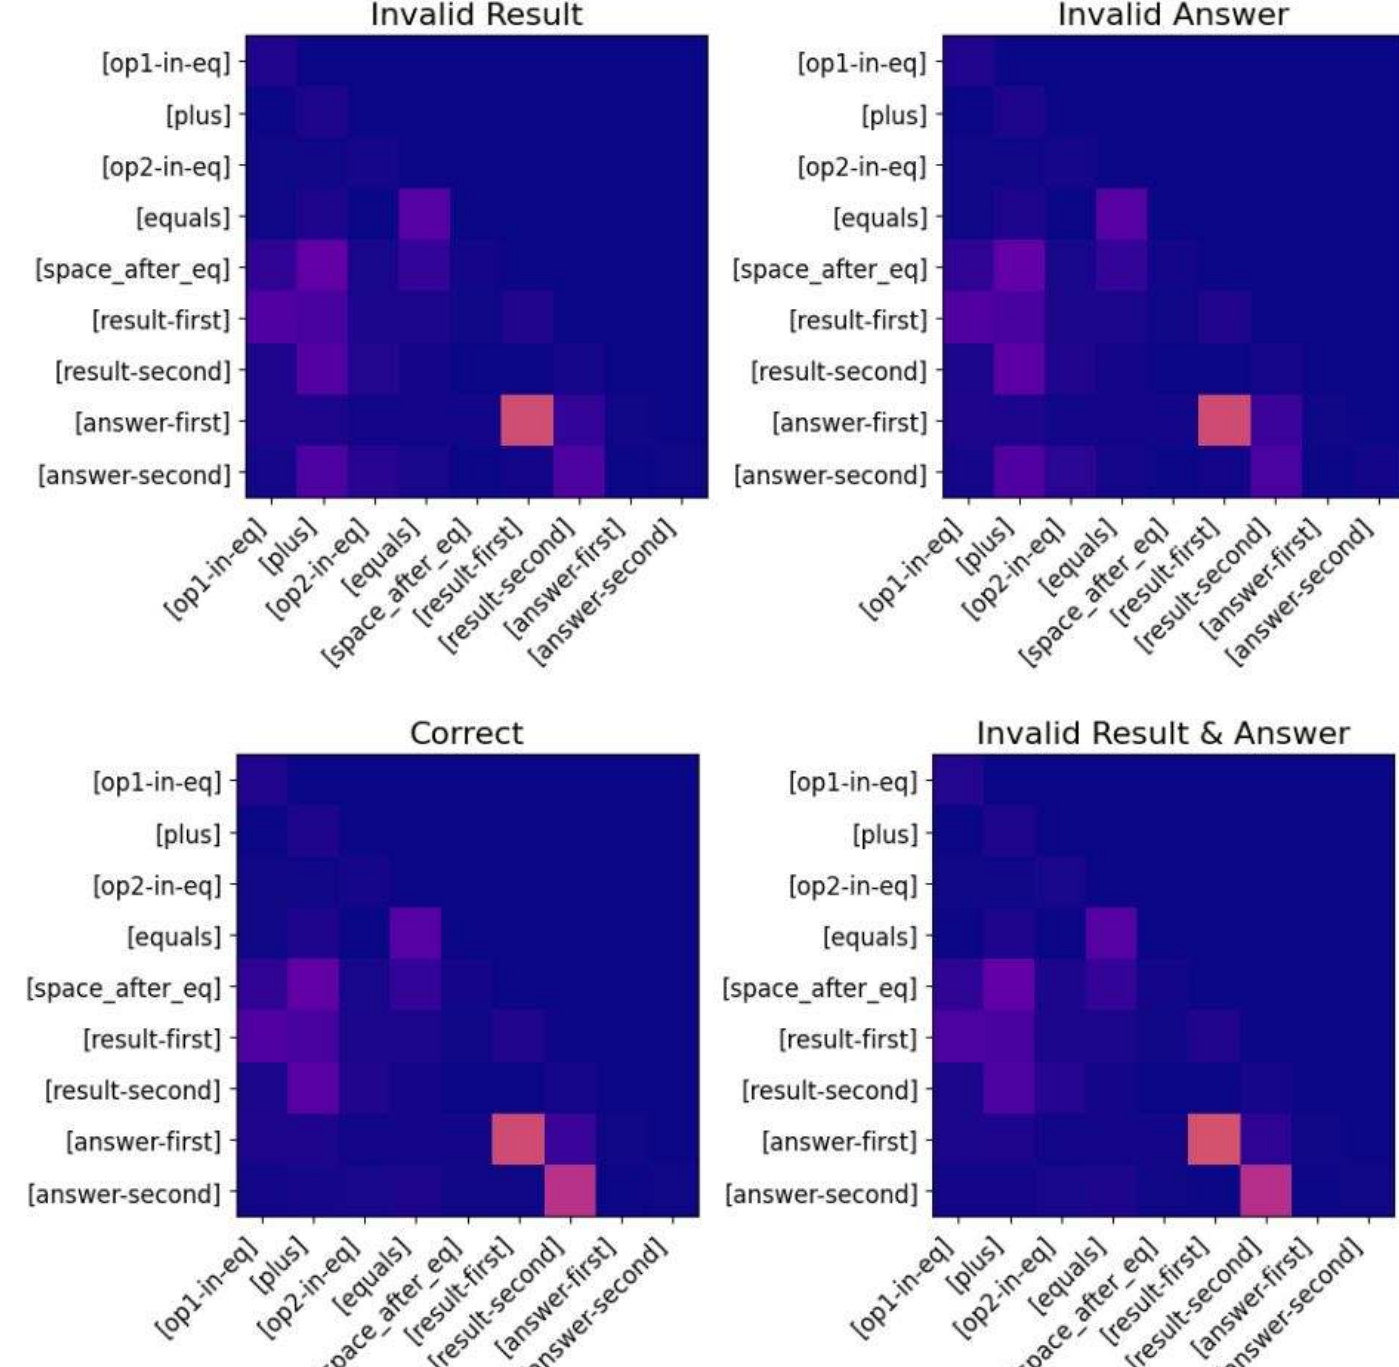 Invalid Result
[op1-in-eq]
[plus]
[op2-in-eq]
[equals]
[space_after_eq]
[result-first]
[result-second]
[answer-first]
[answer-second]
[op1-in-eq]
[plus]
[op2-in-eq]
[equals]
[space_after_eq]
[result-first]
[result-second]
[answer-first]
[answer-second]
Invalid Answer
[op1-in-eq]
[plus]
[op2-in-eq]
[equals]
[space_after_eq]
[result-first]
[result-second]
[answer-first]
[answer-second]
[op1-in-eq]
[plus]
[op2-in-eq]
[equals]
[space_after_eq]
[result-first]
[result-second]
[answer-first]
[answer-second]
Correct
[op1-in-eq]
[plus]
[op2-in-eq]
[equals]
[space_after_eq]
[result-first]
[result-second]
[answer-first]
[answer-second]
[op1-in-eq]
[plus]
[op2-in-eq]
[equals]
space_after_eq]
[result-first]
[result-second]
[answer-first]
answer-second]
Invalid Result & Answer
[op1-in-eq]
[plus]
[op2-in-eq]
[equals]
[space_after_eq]
[result-first]
[result-second]
[answer-first]
[answer-second]
[op1-in-eq]
[plus]
[op2-in-eq]
[equals]
space_after_eq]
[result-first]
[result-second]
[answer-first]
answer-second]